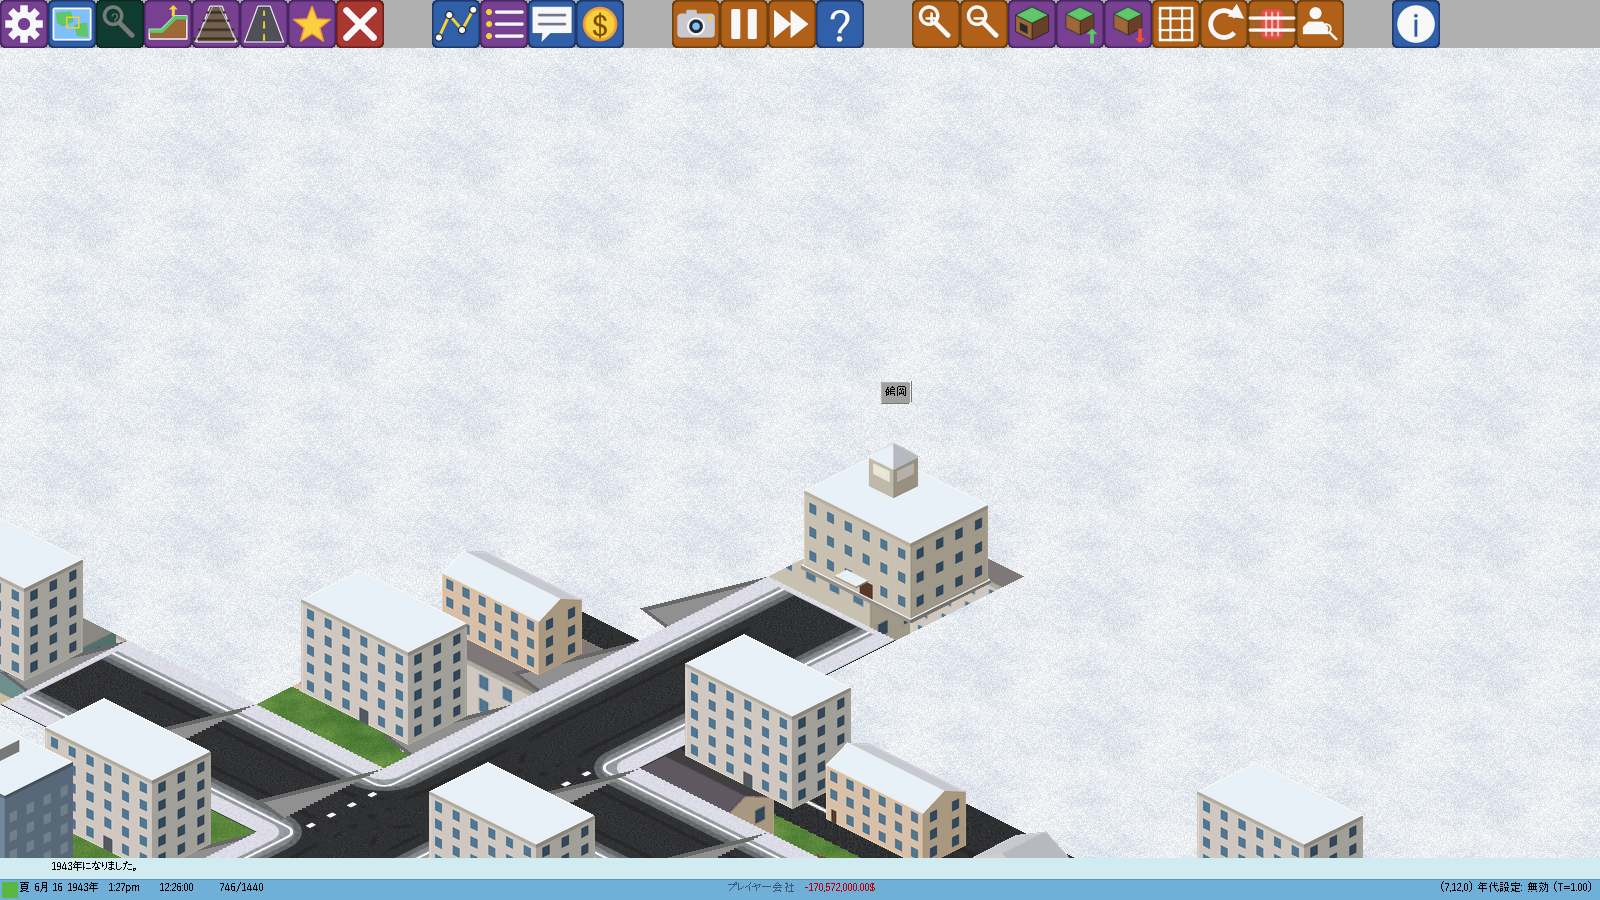 鶴岡
1943年になりました。
夏 6月 16 1943年 1:27pm 12:26:00 746/1440 プレイヤー会社 -170,572,000.00$ (7,12,0) 年代設定: 無効 (T=1.00)